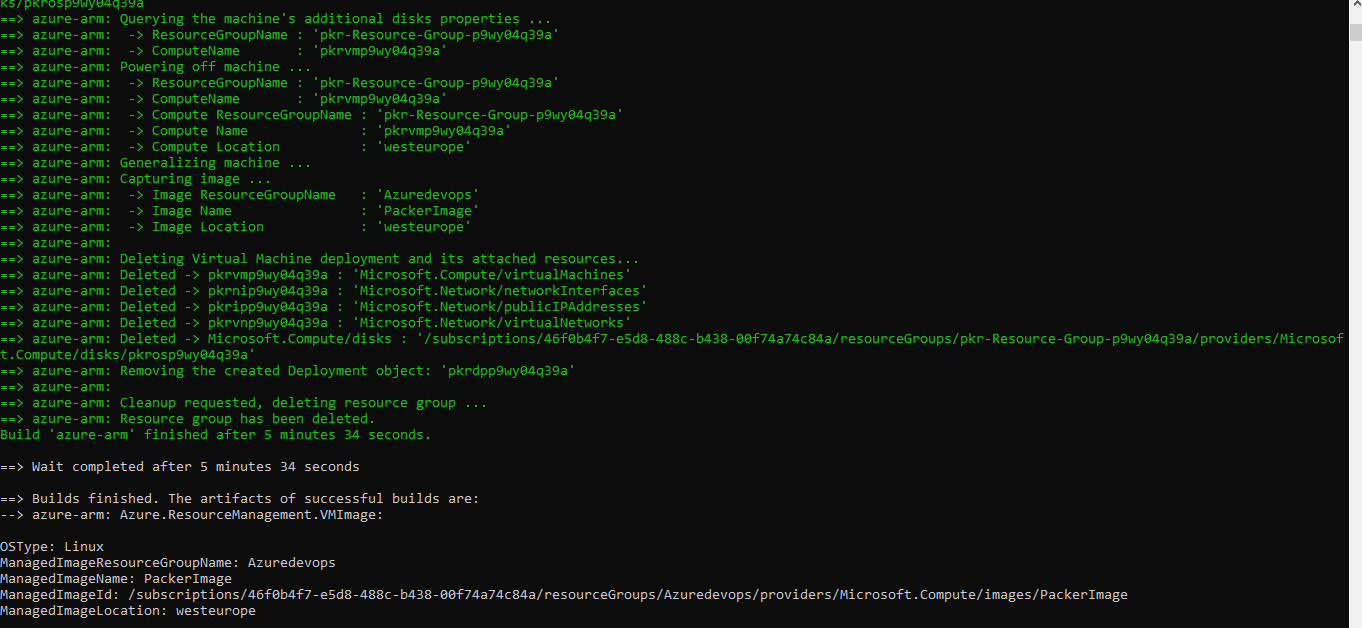 ks/pkrosp9wy04q39a
==> azure-arm: Querying the machine's additional disks properties ...
==> azure-arm:  -> ResourceGroupName : 'pkr-Resource-Group-p9wy04q39a'
==> azure-arm:  -> ComputeName       : 'pkrvmp9wy04q39a'
==> azure-arm: Powering off machine ...
==> azure-arm:  -> ResourceGroupName : 'pkr-Resource-Group-p9wy04q39a'
==> azure-arm:  -> ComputeName       : 'pkrvmp9wy04q39a'
==> azure-arm:  -> Compute ResourceGroupName : 'pkr-Resource-Group-p9wy04q39a'
==> azure-arm:  -> Compute Name              : 'pkrvmp9wy04q39a'
==> azure-arm:  -> Compute Location          : 'westeurope'
==> azure-arm: Generalizing machine ...
==> azure-arm: Capturing image ...
==> azure-arm:  -> Image ResourceGroupName   : 'Azuredevops'
==> azure-arm:  -> Image Name                : 'PackerImage'
==> azure-arm:  -> Image Location            : 'westeurope'
==> azure-arm:
==> azure-arm: Deleting Virtual Machine deployment and its attached resources...
==> azure-arm: Deleted -> pkrvmp9wy04q39a : 'Microsoft.Compute/virtualMachines'
==> azure-arm: Deleted -> pkrnip9wy04q39a : 'Microsoft.Network/networkInterfaces'
==> azure-arm: Deleted -> pkripp9wy04q39a : 'Microsoft.Network/publicIPAddresses'
==> azure-arm: Deleted -> pkrvnp9wy04q39a : 'Microsoft.Network/virtualNetworks'
==> azure-arm: Deleted -> Microsoft.Compute/disks : '/subscriptions/46f0b4f7-e5d8-488c-b438-00f74a74c84a/resourceGroups/pkr-Resource-Group-p9wy04q39a/providers/Microsof
t.Compute/disks/pkrosp9wy04q39a'
==> azure-arm: Removing the created Deployment object: 'pkrdpp9wy04q39a'
==> azure-arm:
==> azure-arm: Cleanup requested, deleting resource group ...
==> azure-arm: Resource group has been deleted.
Build 'azure-arm' finished after 5 minutes 34 seconds.
==> Wait completed after 5 minutes 34 seconds
==> Builds finished. The artifacts of successful builds are:
--> azure-arm: Azure.ResourceManagement.VMImage:
OSType: Linux
ManagedImageResourceGroupName: Azuredevops
ManagedImageName: PackerImage
ManagedImageId: /subscriptions/46f0b4f7-e5d8-488c-b438-00f74a74c84a/resourceGroups/Azuredevops/providers/Microsoft.Compute/images/PackerImage
ManagedImageLocation: westeurope